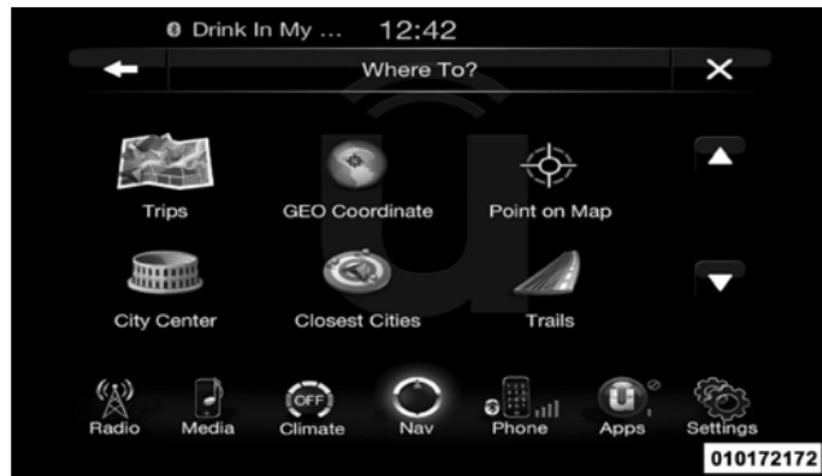 Drink In My ... 12:42
Where To?
Trips GEO Coordinate Point on Map
City Center Closest Cities Trails
OFF
Radio Media Climate Nav Phone Apps Settings
010172172